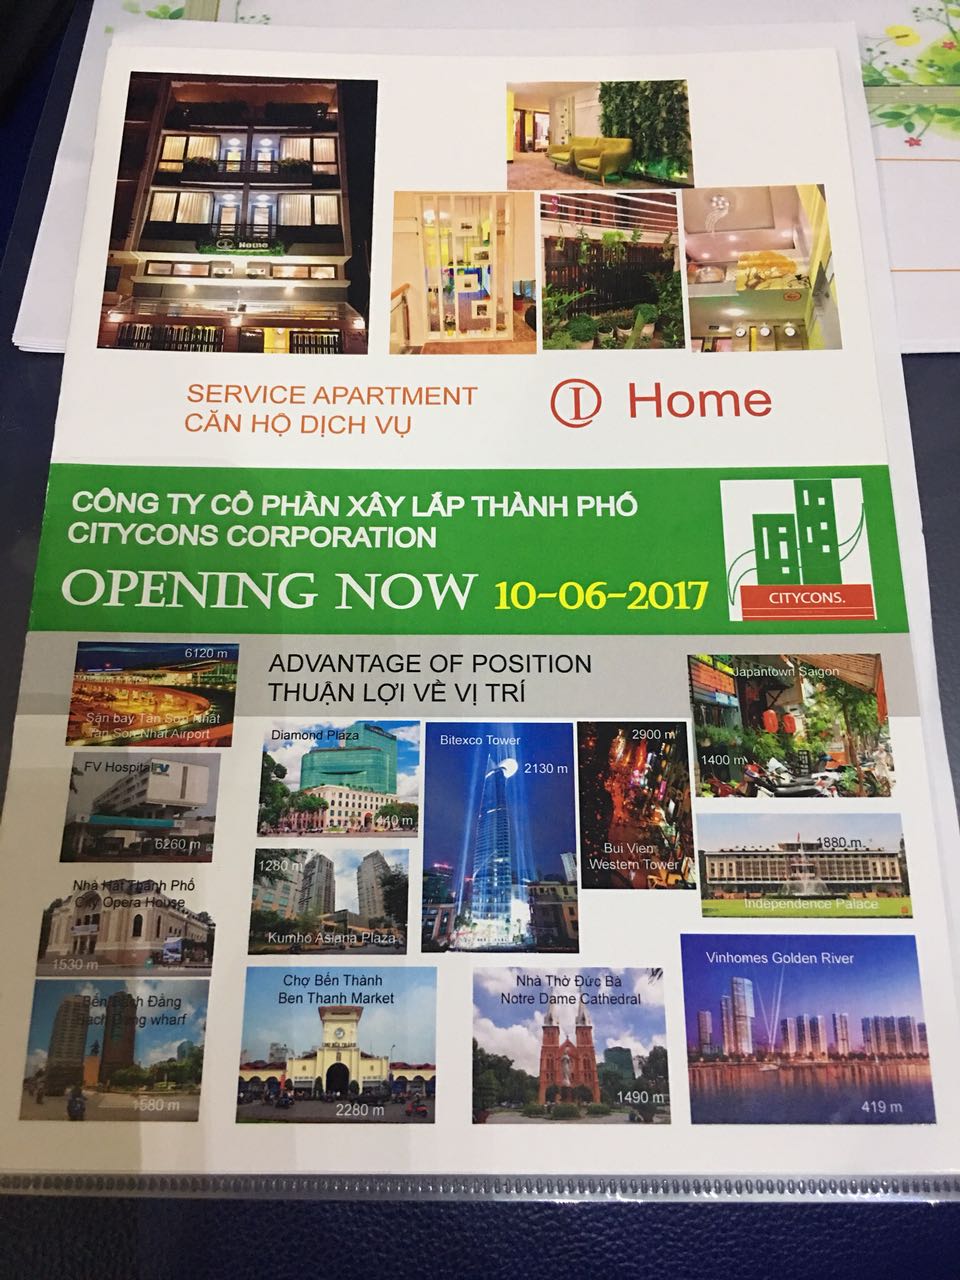 Home
SERVICE APARTMENT
CĂN HỘ DỊCH VỤ
I Home
CÔNG TY CỔ PHẦN XÂY LẮP THÀNH PHỐ
CITYCONS CORPORATION
OPENING NOW 10-06-2017
CITYCONS.
ADVANTAGE OF POSITION
THUẬN LỢI VỀ VỊ TRÍ
6120 m
Sân bay Tân Sơn Nhất
Tan Son Nhat Airport
Japantown Saigon
1400 m
Diamond Plaza
1440 m
Bitexco Tower
2130 m
2900 m
Bui Vien
Western Tower
FV Hospital
6260 m
1280 m
Kumho Asiana Plaza
1880 m
Independence Palace
Nhà Hát Thành Phố
City Opera House
1530 m
Bến Bạch Đằng
Bach Dang wharf
1580 m
Chợ Bến Thành
Ben Thanh Market
2280 m
Nhà Thờ Đức Bà
Notre Dame Cathedral
1490 m
Vinhomes Golden River
419 m